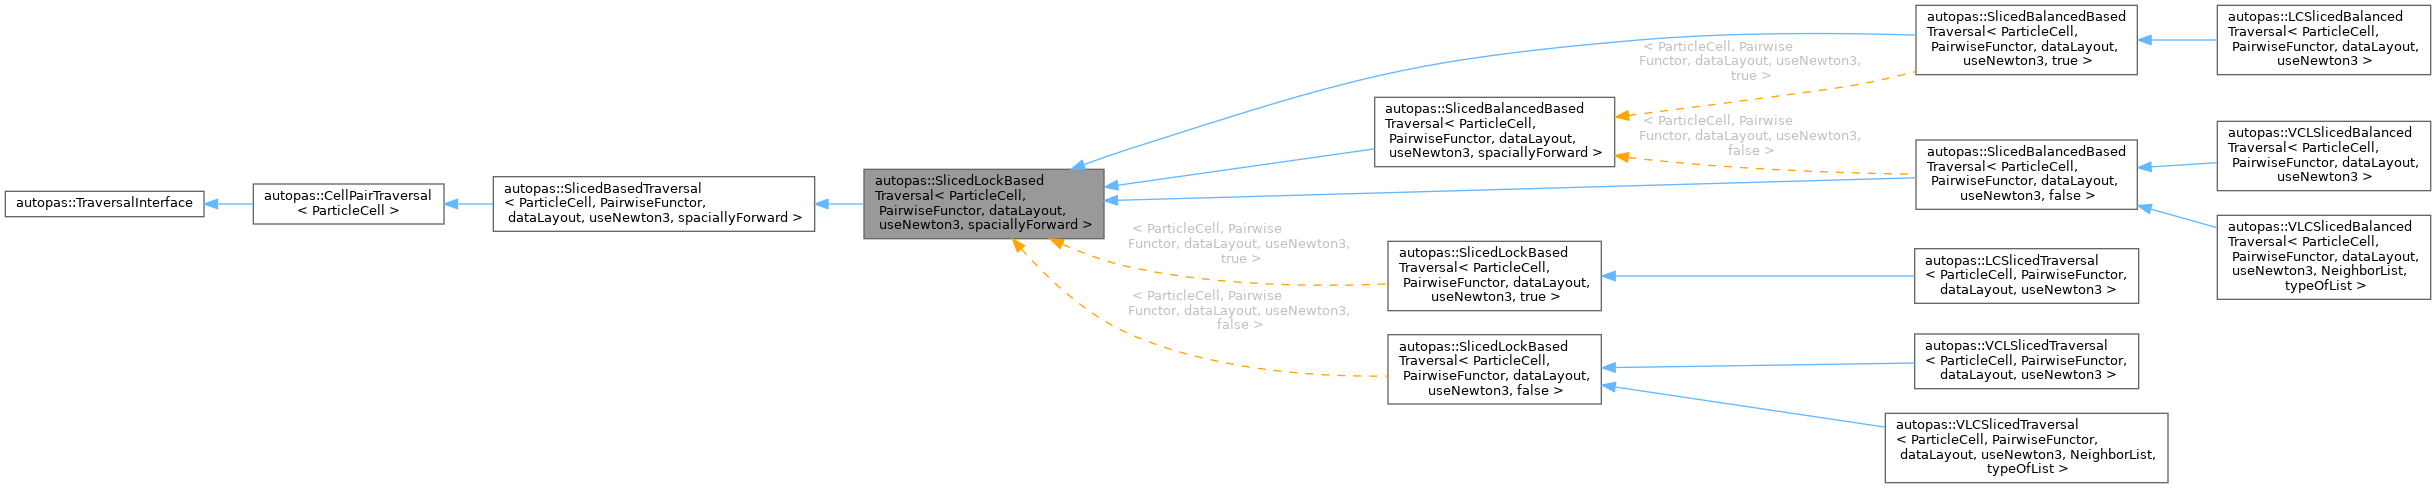 autopas::TraversalInterface
autopas::CellPairTraversal
< ParticleCell >
autopas::SlicedBasedTraversal
< ParticleCell, PairwiseFunctor,
dataLayout, useNewton3, spaciallyForward >
autopas::SlicedLockBased
Traversal< ParticleCell,
PairwiseFunctor, dataLayout,
useNewton3, spaciallyForward >
< ParticleCell, Pairwise
Functor, dataLayout, useNewton3,
true >
< ParticleCell, Pairwise
Functor, dataLayout, useNewton3,
false >
autopas::SlicedBalancedBased
Traversal< ParticleCell,
PairwiseFunctor, dataLayout,
useNewton3, spaciallyForward >
autopas::SlicedLockBased
Traversal< ParticleCell,
PairwiseFunctor, dataLayout,
useNewton3, true >
autopas::SlicedLockBased
Traversal< ParticleCell,
PairwiseFunctor, dataLayout,
useNewton3, false >
< ParticleCell, Pairwise
Functor, dataLayout, useNewton3,
true >
< ParticleCell, Pairwise
Functor, dataLayout, useNewton3,
false >
autopas::SlicedBalancedBased
Traversal< ParticleCell,
PairwiseFunctor, dataLayout,
useNewton3, true >
autopas::SlicedBalancedBased
Traversal< ParticleCell,
PairwiseFunctor, dataLayout,
useNewton3, false >
autopas::LCSlicedTraversal
< ParticleCell, PairwiseFunctor,
dataLayout, useNewton3 >
autopas::VCLSlicedTraversal
< ParticleCell, PairwiseFunctor,
dataLayout, useNewton3 >
autopas::VLCSlicedTraversal
< ParticleCell, PairwiseFunctor,
dataLayout, useNewton3, NeighborList,
typeOfList >
autopas::LCSlicedBalanced
Traversal< ParticleCell,
PairwiseFunctor, dataLayout,
useNewton3 >
autopas::VCLSlicedBalanced
Traversal< ParticleCell,
PairwiseFunctor, dataLayout,
useNewton3 >
autopas::VLCSlicedBalanced
Traversal< ParticleCell,
PairwiseFunctor, dataLayout,
useNewton3, NeighborList,
typeOfList >